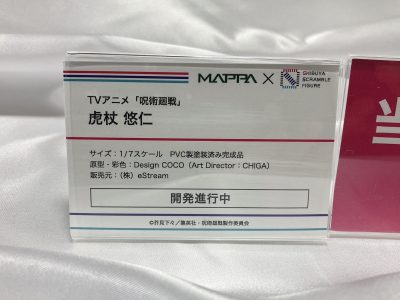 MAPPA × SHIBUYA
SCRAMBLE
FIGURE
TVアニメ「呪術廻戦」
虎杖 悠仁
サイズ：1/7スケール PVC製塗装済み完成品
原型・彩色：Design COCO（Art Director：CHIGA）
販売元：（株）eStream
開発進行中
©芥見下々／集英社・呪術廻戦製作委員会